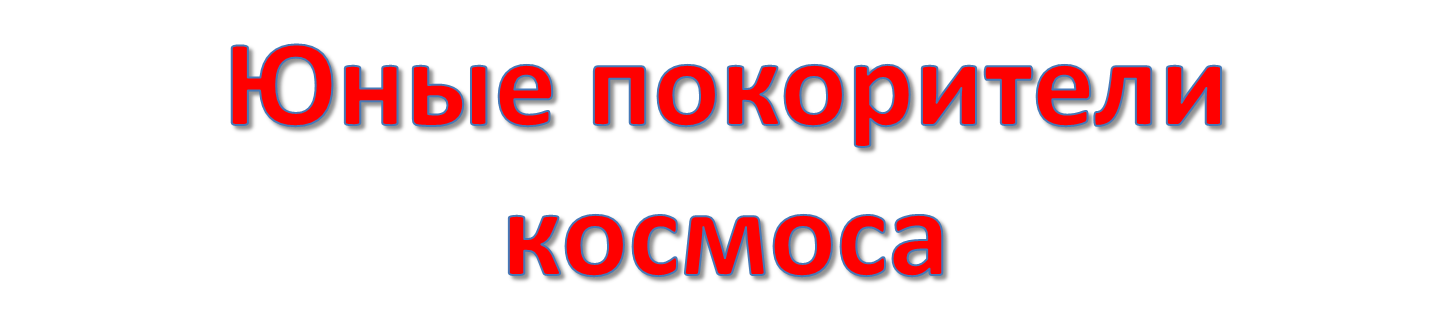 Юные покорители
космоса